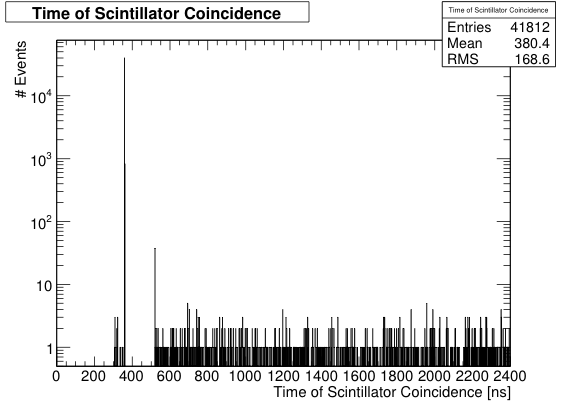 Time of Scintillator Coincidence
Time of Scintillator Coincidence
Entries 41812
Mean 380.4
RMS 168.6
# Events
10^4
10^3
10^2
10
1
0 200 400 600 800 1000 1200 1400 1600 1800 2000 2200 2400
Time of Scintillator Coincidence [ns]